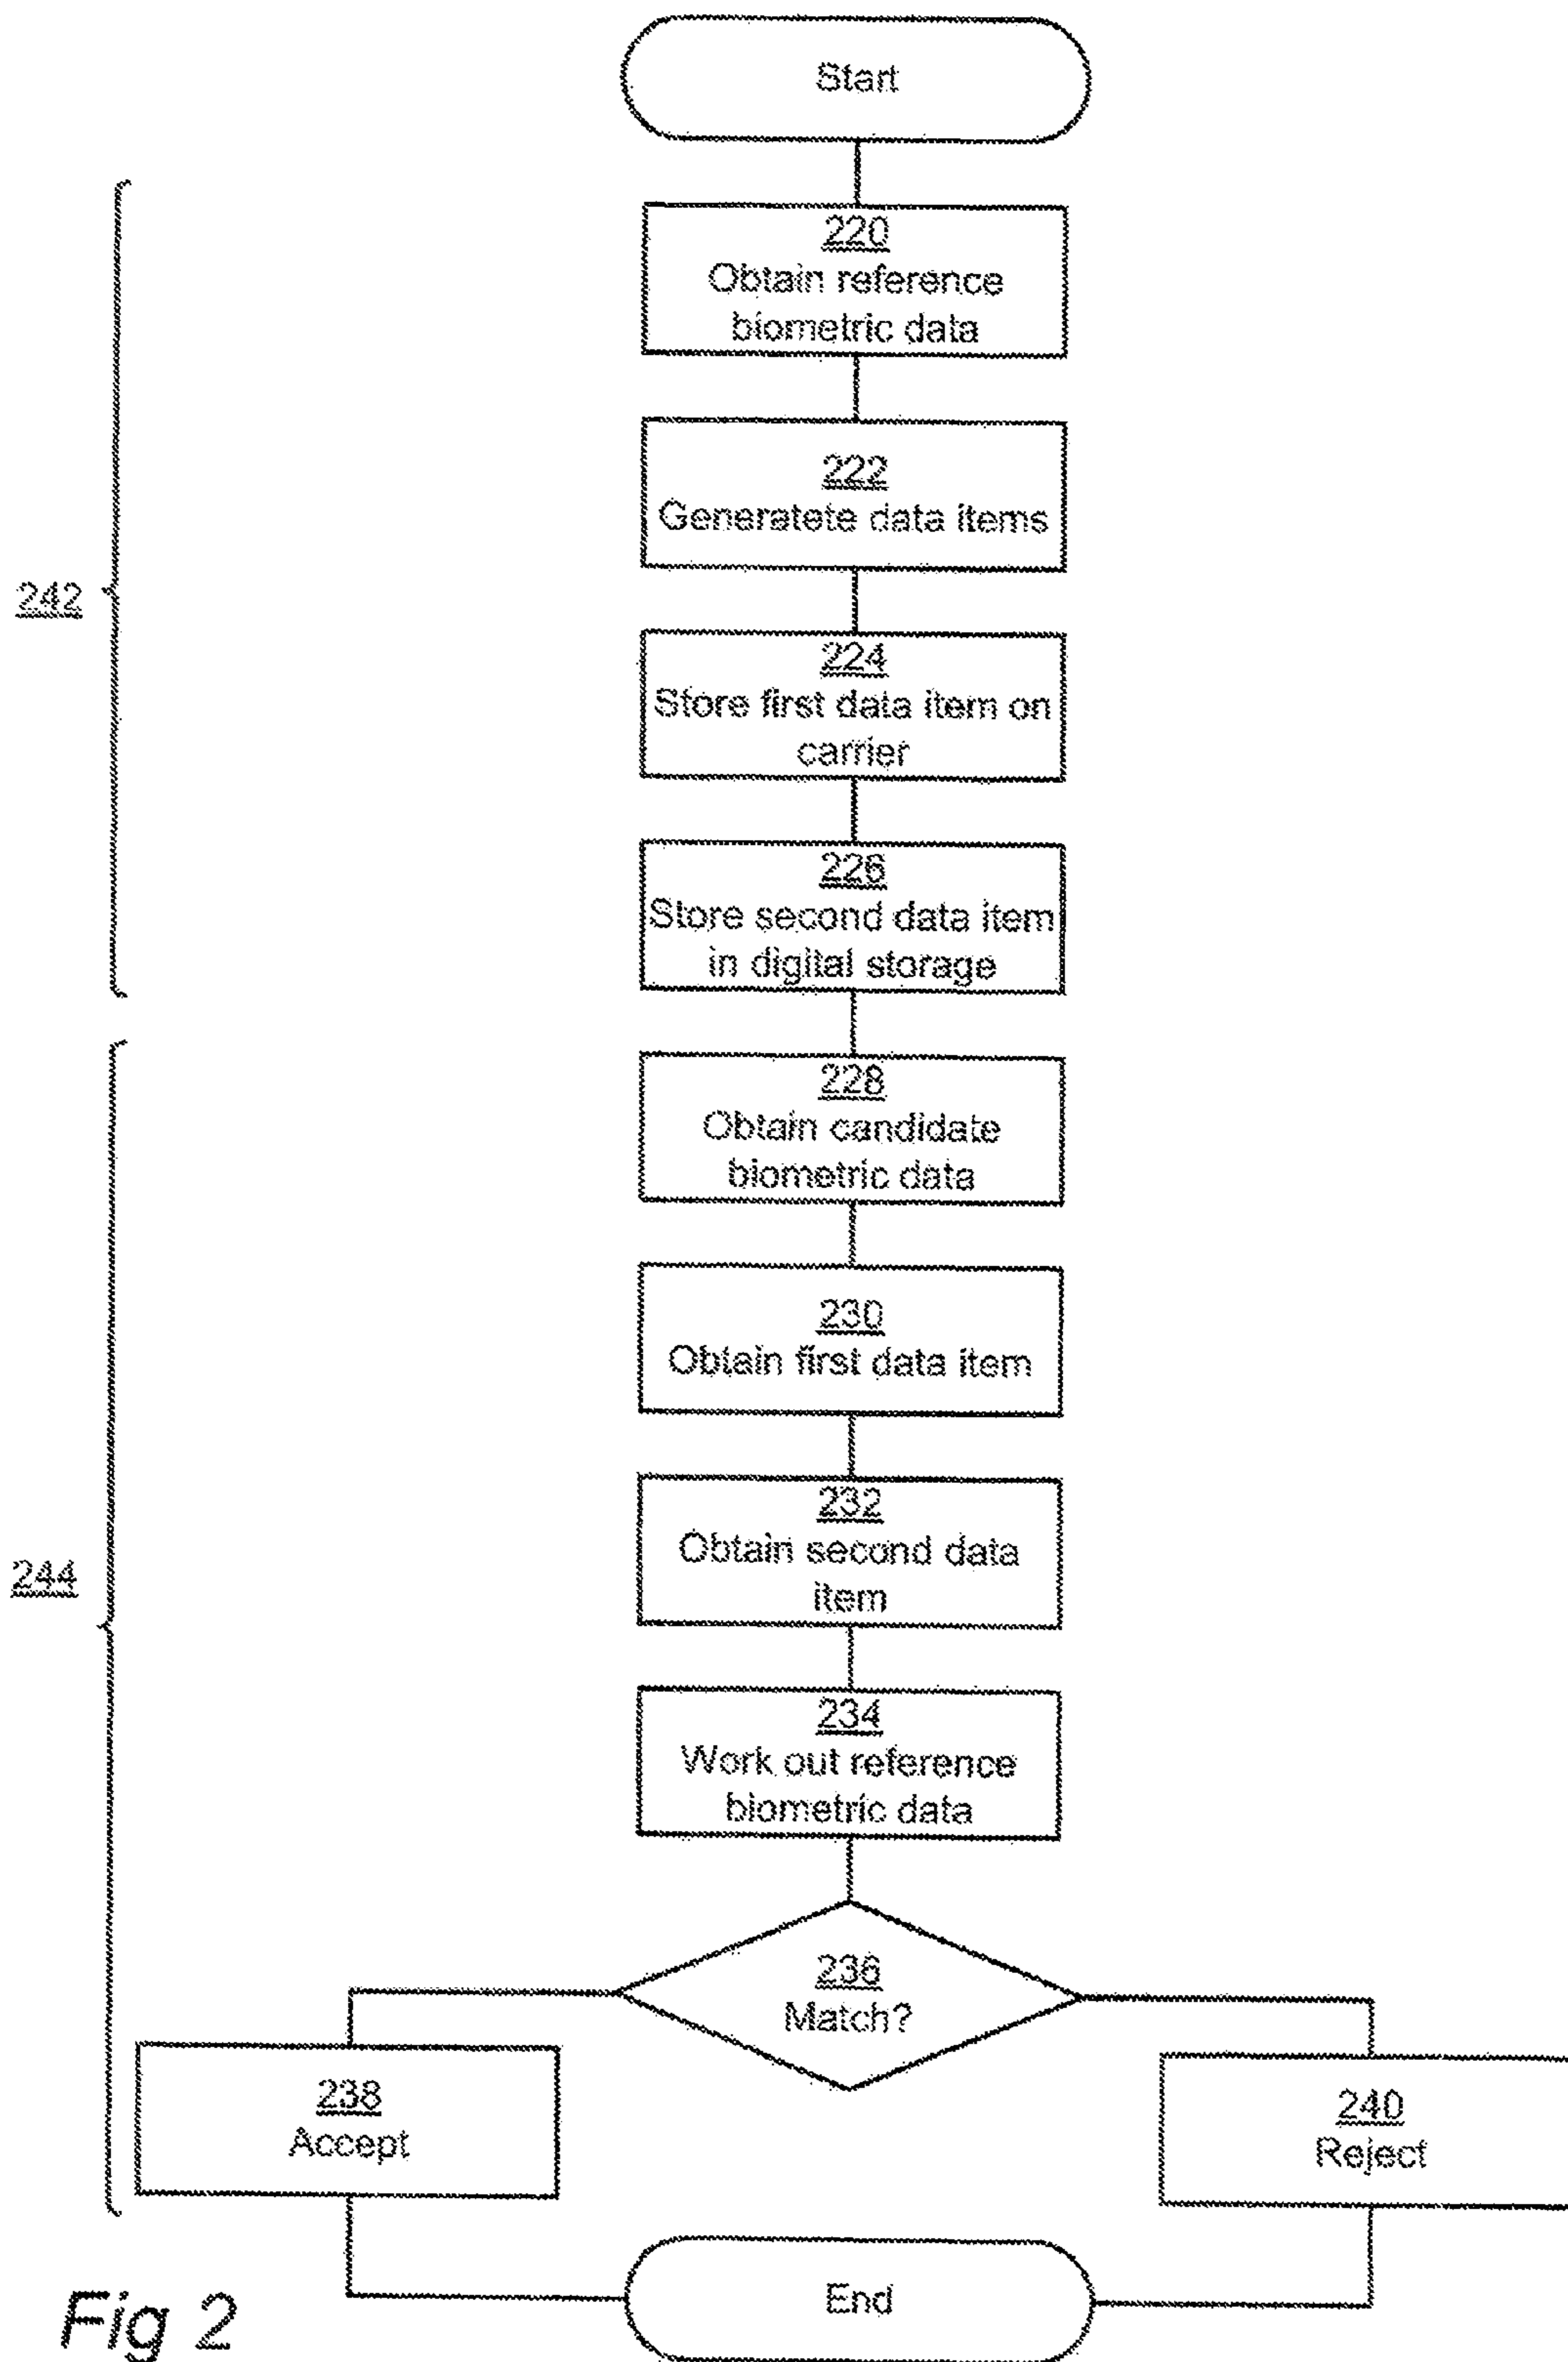 Start
220
Obtain reference
biometric data
222
Generatete data items
242
224
Store first data item on
carrier
226
Store second data item
in digital storage
228
Obtain candidate
biometric data
230
Obtain first data item
232
Obtain second data
item
244
234
Work out reference
biometric data
236
Match?
238
Accept
240
Reject
End
Fig 2